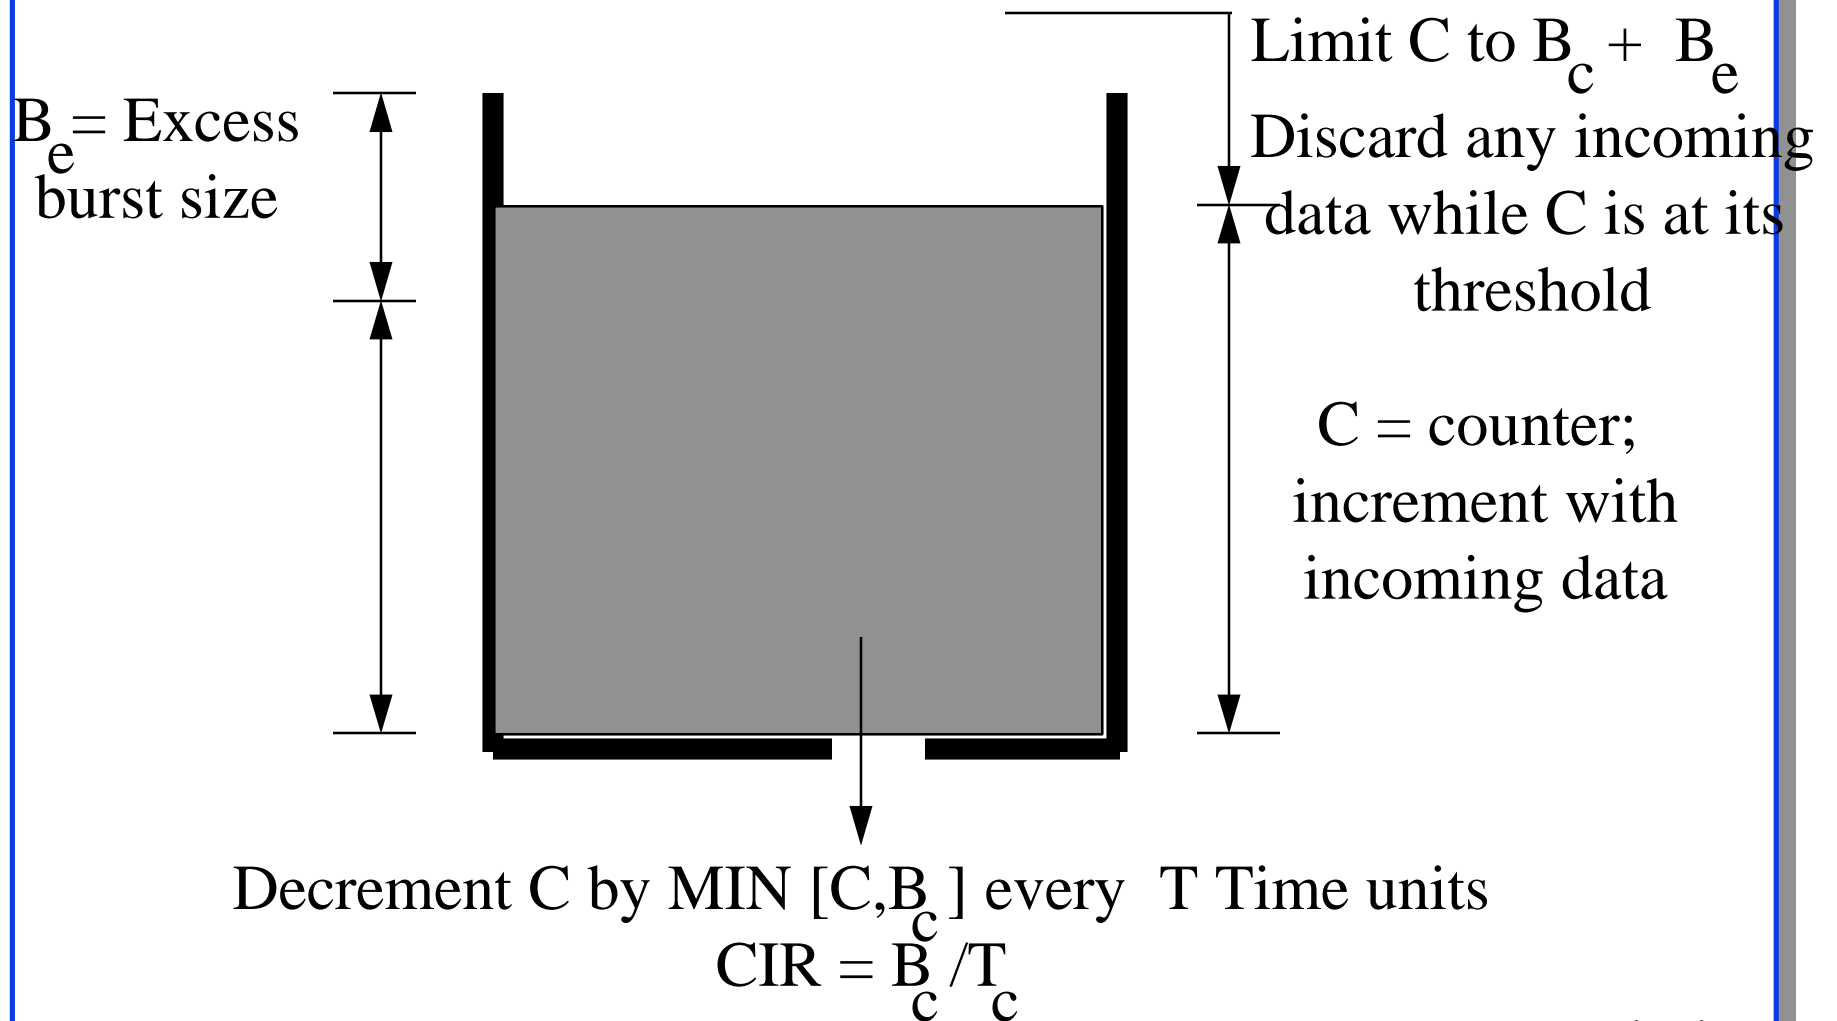 Limit C to Bc + Be
Be = Excess
burst size
Discard any incoming
data while C is at its
threshold
C = counter;
increment with
incoming data
Decrement C by MIN [C,Bc ] every T Time units
CIR = Bc /Tc